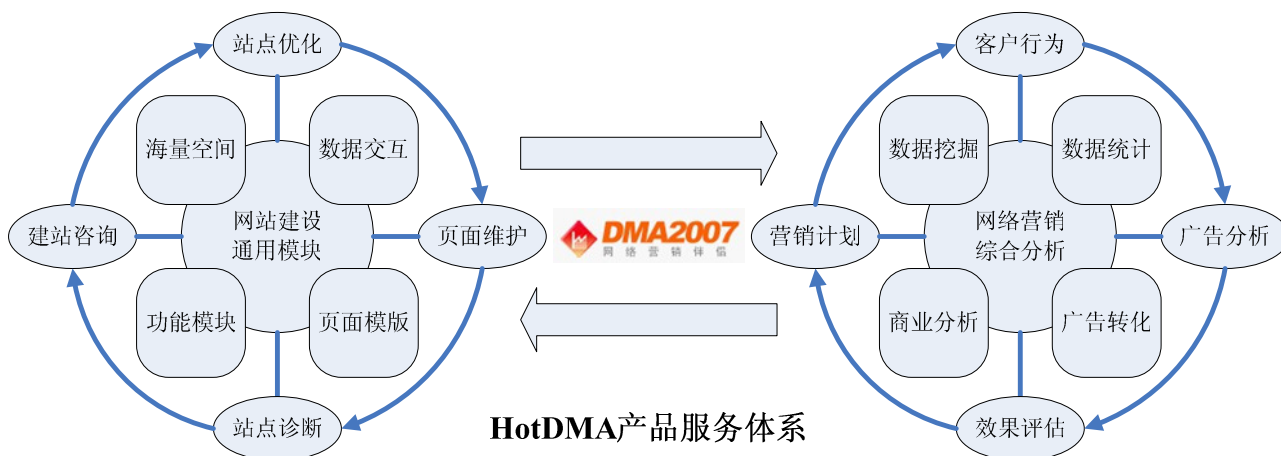 站点优化
海量空间
数据交互
建站咨询
网站建设
通用模块
页面维护
功能模块
页面模版
站点诊断
DMA2007
网络营销伴侣
客户行为
数据挖掘
数据统计
营销计划
网络营销
综合分析
广告分析
商业分析
广告转化
效果评估
HotDMA产品服务体系